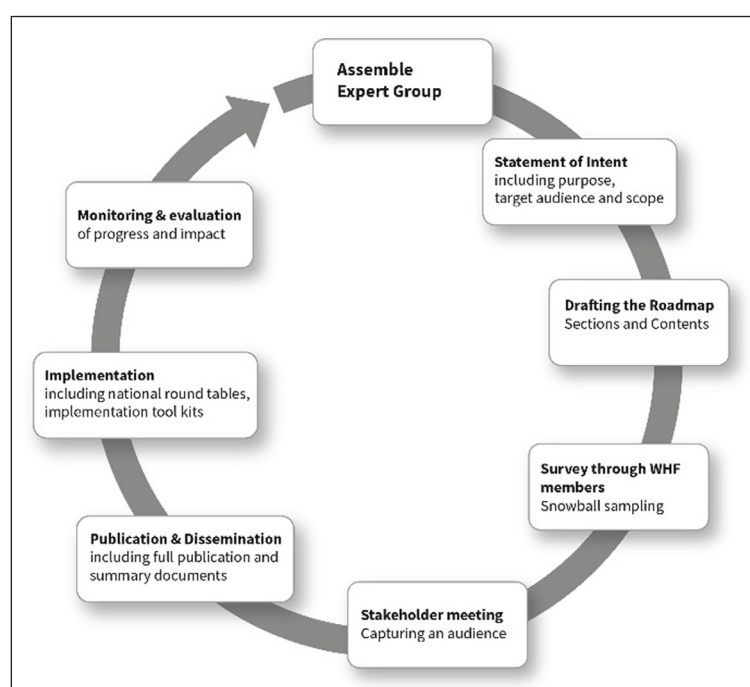 Assemble
Expert Group
Statement of Intent
including purpose,
target audience and scope
Drafting the Roadmap
Sections and Contents
Survey through WHF
members
Snowball sampling
Stakeholder meeting
Capturing an audience
Publication & Dissemination
including full publication and
summary documents
Implementation
including national round tables,
implementation tool kits
Monitoring & evaluation
of progress and impact